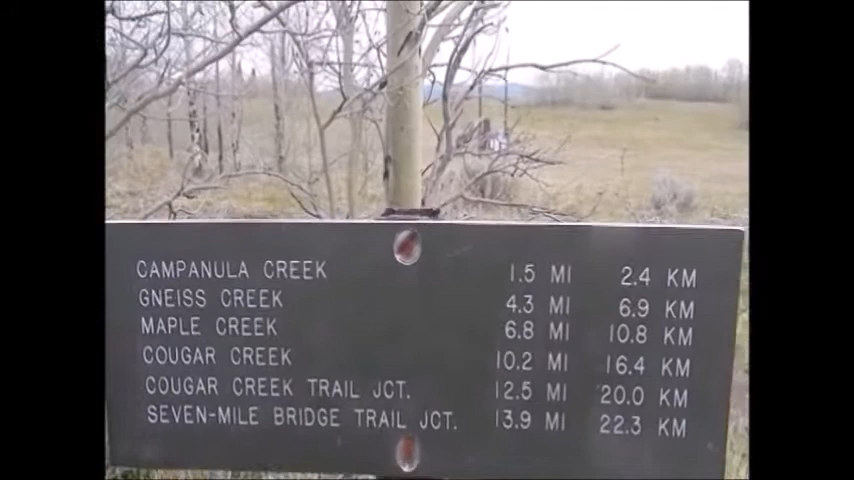 CAMPANULA CREEK 1.5 MI 2.4 KM
GNEISS CREEK 4.3 MI 6.9 KM
MAPLE CREEK 6.8 MI 10.8 KM
COUGAR CREEK 10.2 MI 16.4 KM
COUGAR CREEK TRAIL JCT. 12.5 MI 20.0 KM
SEVEN-MILE BRIDGE TRAIL JCT. 13.9 MI 22.3 KM